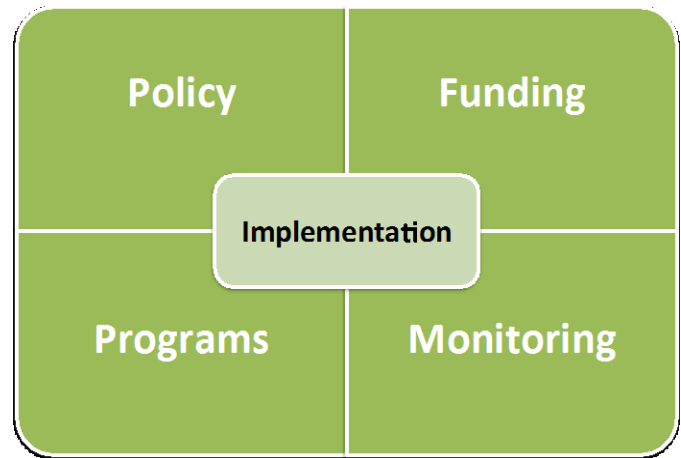 Policy
Funding
Implementation
Programs
Monitoring